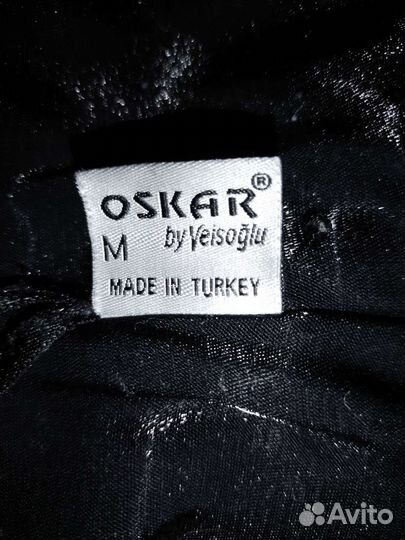 OSKAR®
M by Veisoğlu
MADE IN TURKEY
Avito